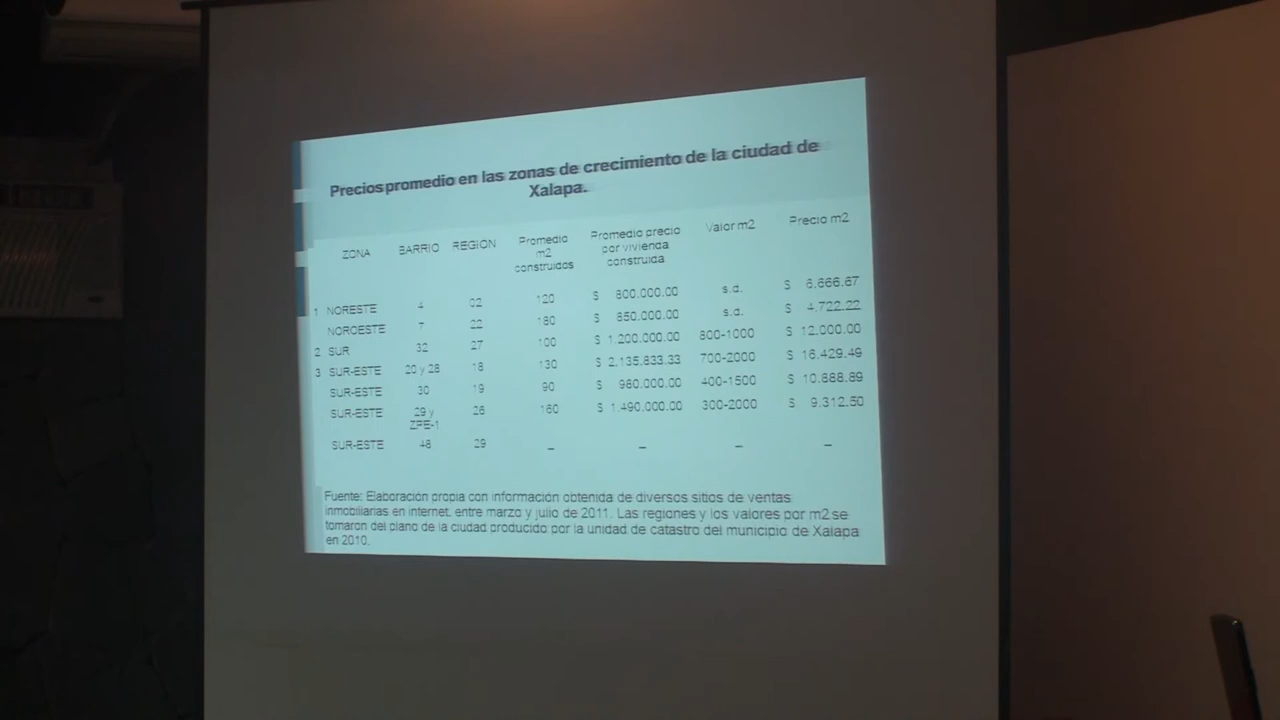 Precios promedio en las zonas de crecimiento de la ciudad de
Xalapa.
ZONA BARRIO REGION Promedio m2 construidos Promedio precio por vivienda construida Valor m2 Precio m2
1 NORESTE 4 02 120 $ 800.000.00 s.d. $ 6.666.67
NOROESTE 7 22 180 $ 850.000.00 s.d. $ 4.722.22
2 SUR 32 27 100 $ 1.200.000.00 800-1000 $ 12.000.00
3 SUR-ESTE 20 y 28 18 130 $ 2.135.833.33 700-2000 $ 16.429.49
SUR-ESTE 30 19 90 $ 980.000.00 400-1500 $ 10.888.89
SUR-ESTE 29 y ZPE-1 26 160 $ 1.490.000.00 300-2000 $ 9.312.50
SUR-ESTE 48 29 – – – –
Fuente: Elaboración propia con información obtenida de diversos sitios de ventas
inmobiliarias en internet, entre marzo y julio de 2011. Las regiones y los valores por m2 se
tomaron del plano de la ciudad producido por la unidad de catastro del municipio de Xalapa
en 2010.